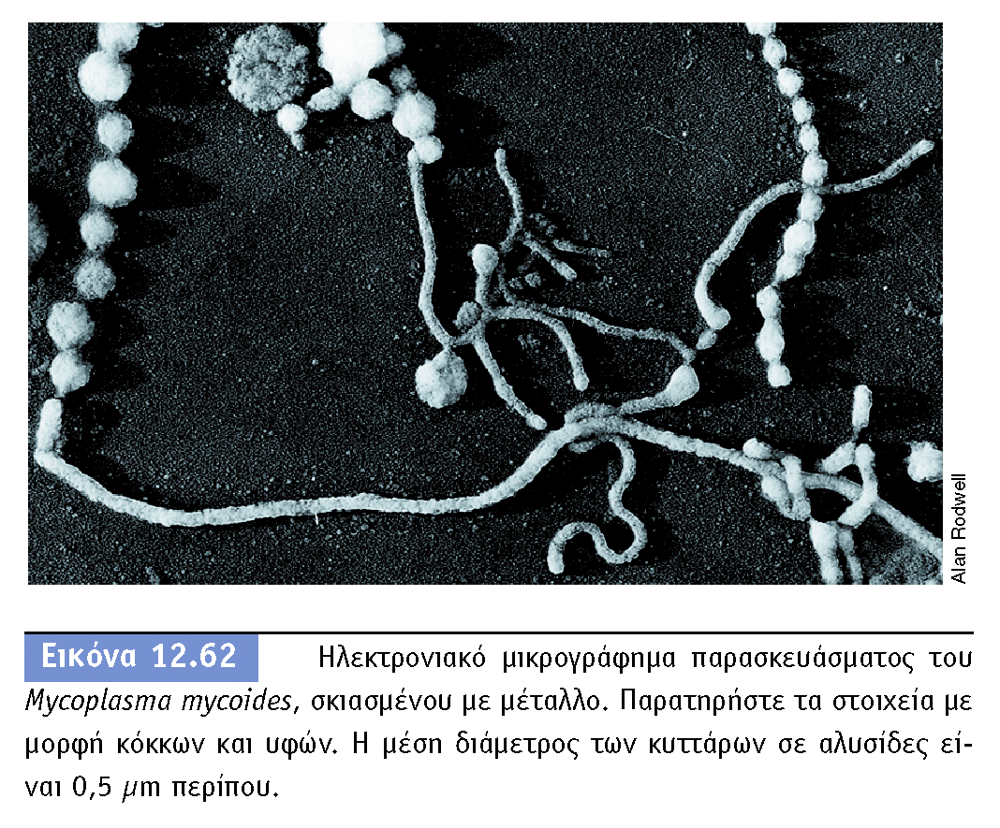 Alan Rodwell
Εικόνα 12.62 Ηλεκτρονιακό μικρογράφημα παρασκευάσματος του
Mycoplasma mycoides, σκιασμένου με μέταλλο. Παρατηρήστε τα στοιχεία με
μορφή κόκκων και υφών. Η μέση διάμετρος των κυττάρων σε αλυσίδες εί-
ναι 0,5 μm περίπου.